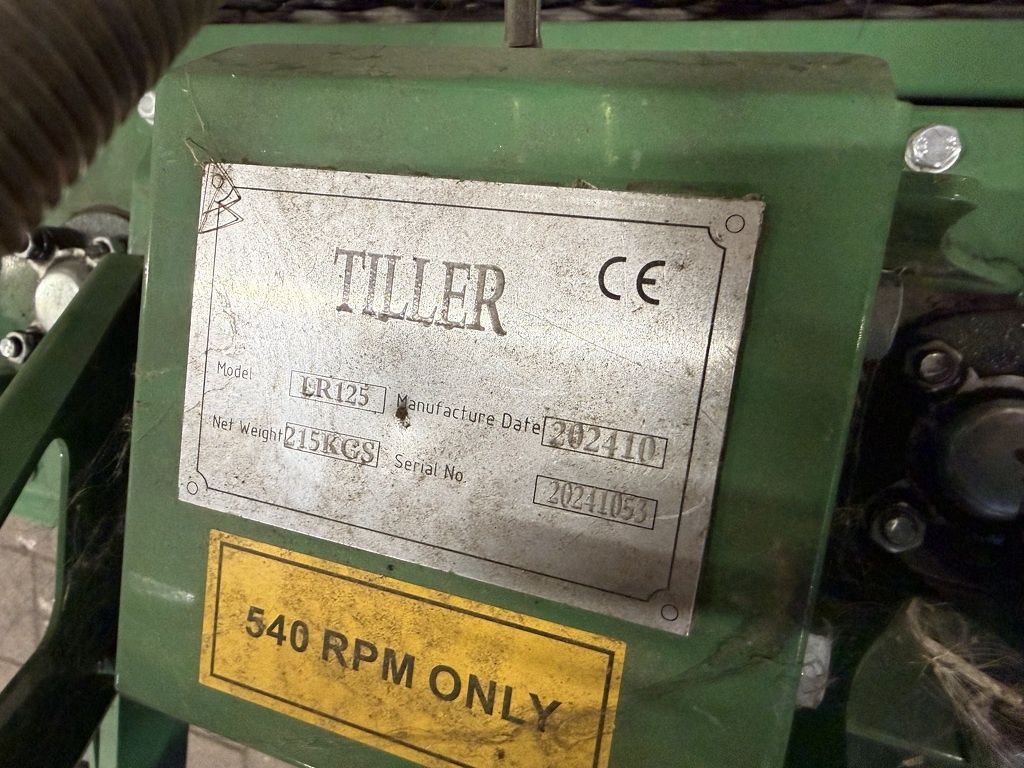 TILLER CE
Model LR125 Manufacture Date 202410
Net Weight 215KGS Serial No 20241053
540 RPM ONLY